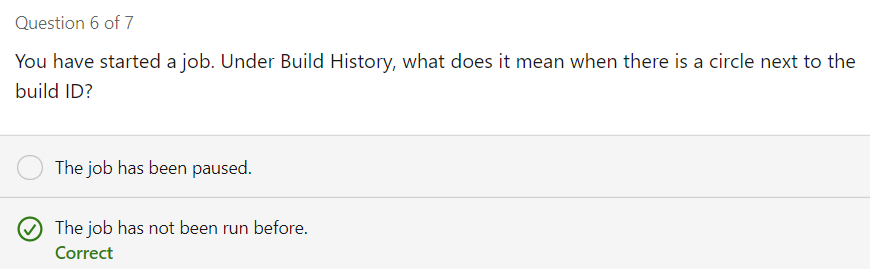 Question 6 of 7
You have started a job. Under Build History, what does it mean when there is a circle next to the
build ID?
The job has been paused.
The job has not been run before.
Correct